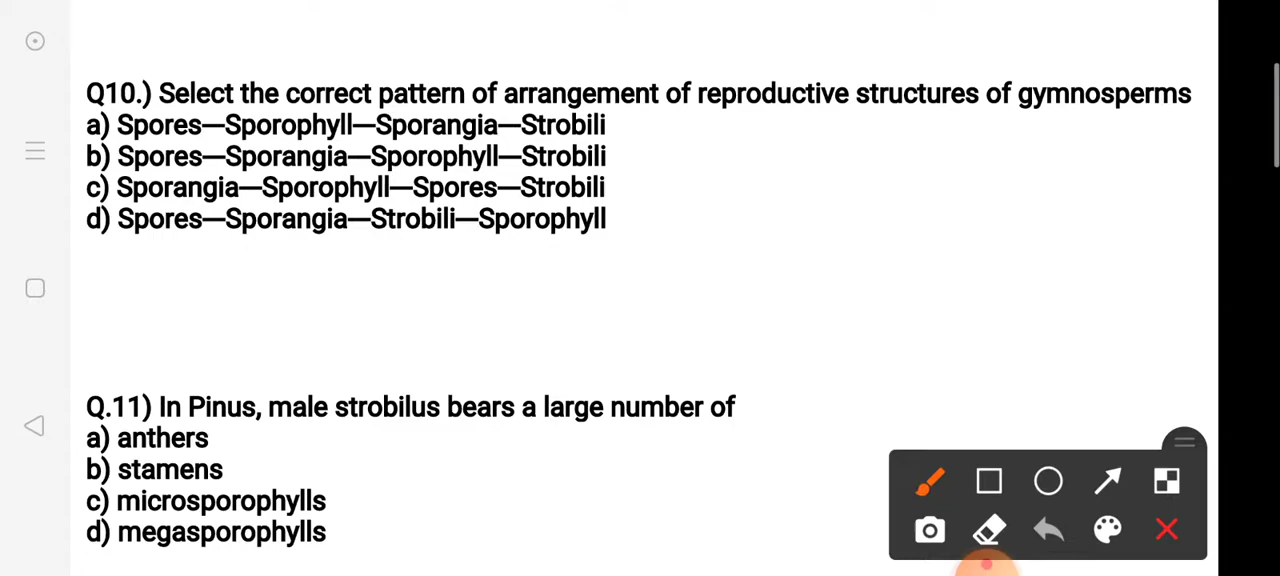 Q10.) Select the correct pattern of arrangement of reproductive structures of gymnosperms
a) Spores—Sporophyll—Sporangia—Strobili
b) Spores—Sporangia—Sporophyll—Strobili
c) Sporangia—Sporophyll—Spores—Strobili
d) Spores—Sporangia—Strobili—Sporophyll
Q.11) In Pinus, male strobilus bears a large number of
a) anthers
b) stamens
c) microsporophylls
d) megasporophylls